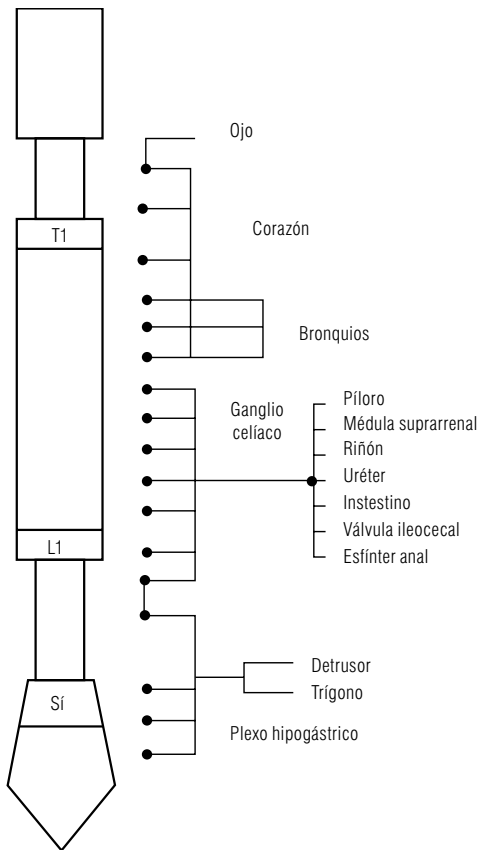 Ojo
T1
Corazón
Bronquios
Ganglio
celíaco
Píloro
Médula suprarrenal
Riñón
Uréter
Instestino
Válvula ileocecal
Esfínter anal
L1
Detrusor
Trígono
Sí
Plexo hipogástrico